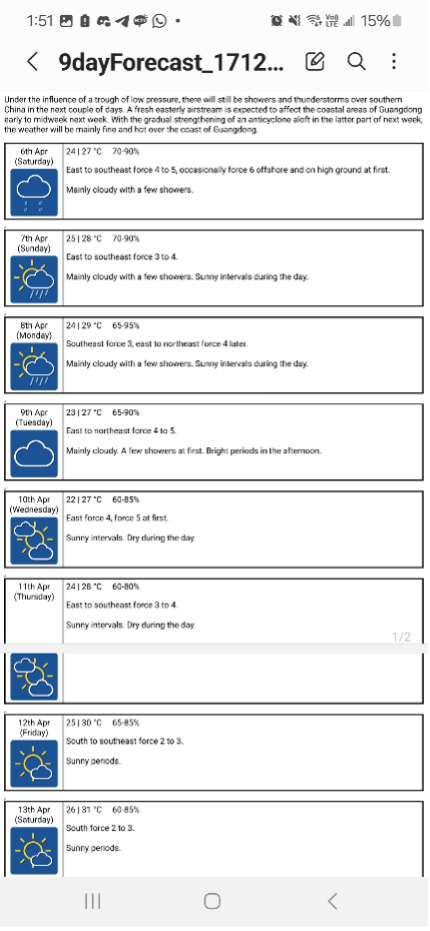 1:51
15%
9dayForecast_1712...
Under the influence of a trough of low pressure, there will still be showers and thunderstorms over southern
China in the next couple of days. A fresh easterly airstream is expected to affect the coastal areas of Guangdong
early to midweek next week. With the gradual strengthening of an anticyclone aloft in the latter part of next week,
the weather will be mainly fine and hot over the coast of Guangdong.
6th Apr
(Saturday)
24 | 27 °C 70-90%
East to southeast force 4 to 5, occasionally force 6 offshore and on high ground at first.
Mainly cloudy with a few showers.
7th Apr
(Sunday)
25 | 28 °C 70-90%
East to southeast force 3 to 4.
Mainly cloudy with a few showers. Sunny intervals during the day.
8th Apr
(Monday)
24 | 29 °C 65-95%
Southeast force 3, east to northeast force 4 later.
Mainly cloudy with a few showers. Sunny intervals during the day.
9th Apr
(Tuesday)
23 | 27 °C 65-90%
East to northeast force 4 to 5.
Mainly cloudy. A few showers at first. Bright periods in the afternoon.
10th Apr
(Wednesday)
22 | 27 °C 60-85%
East force 4, force 5 at first.
Sunny intervals. Dry during the day.
11th Apr
(Thursday)
24 | 28 °C 60-80%
East to southeast force 3 to 4.
Sunny intervals. Dry during the day.
1/2
12th Apr
(Friday)
25 | 30 °C 65-85%
South to southeast force 2 to 3.
Sunny periods.
13th Apr
(Saturday)
26 | 31 °C 60-85%
South force 2 to 3.
Sunny periods.